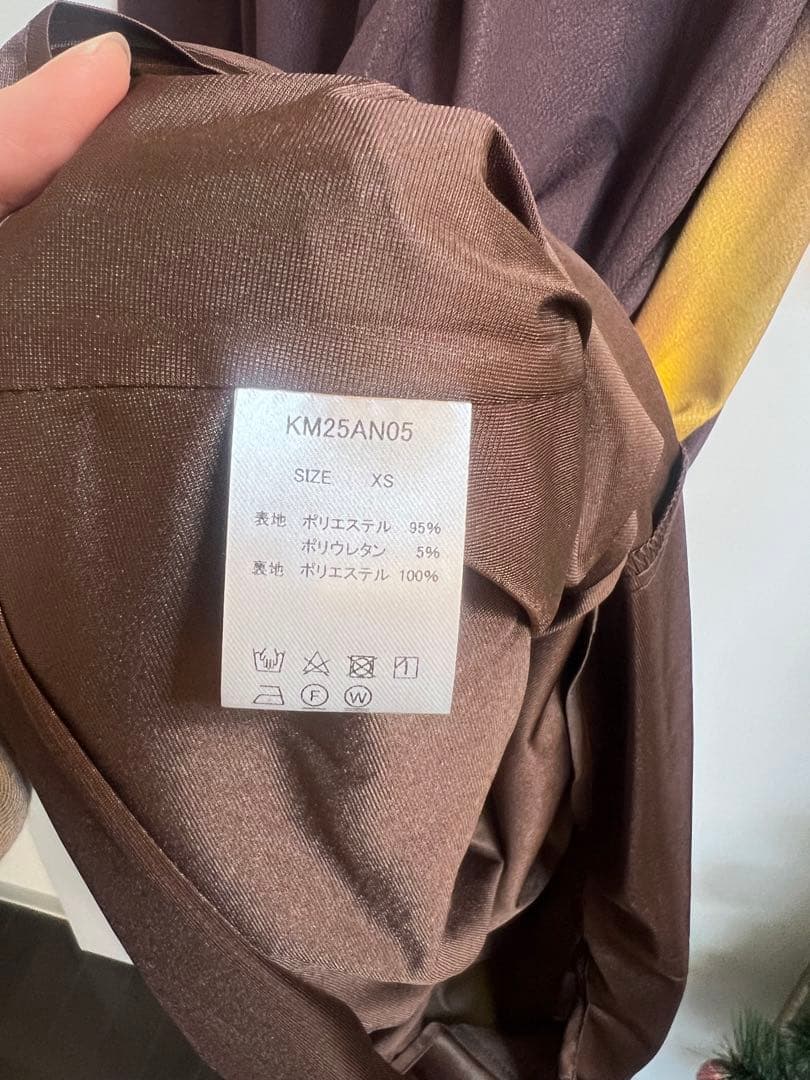 KM25AN05
SIZE XS
表地 ポリエステル 95%
ポリウレタン 5%
裏地 ポリエステル 100%
F W